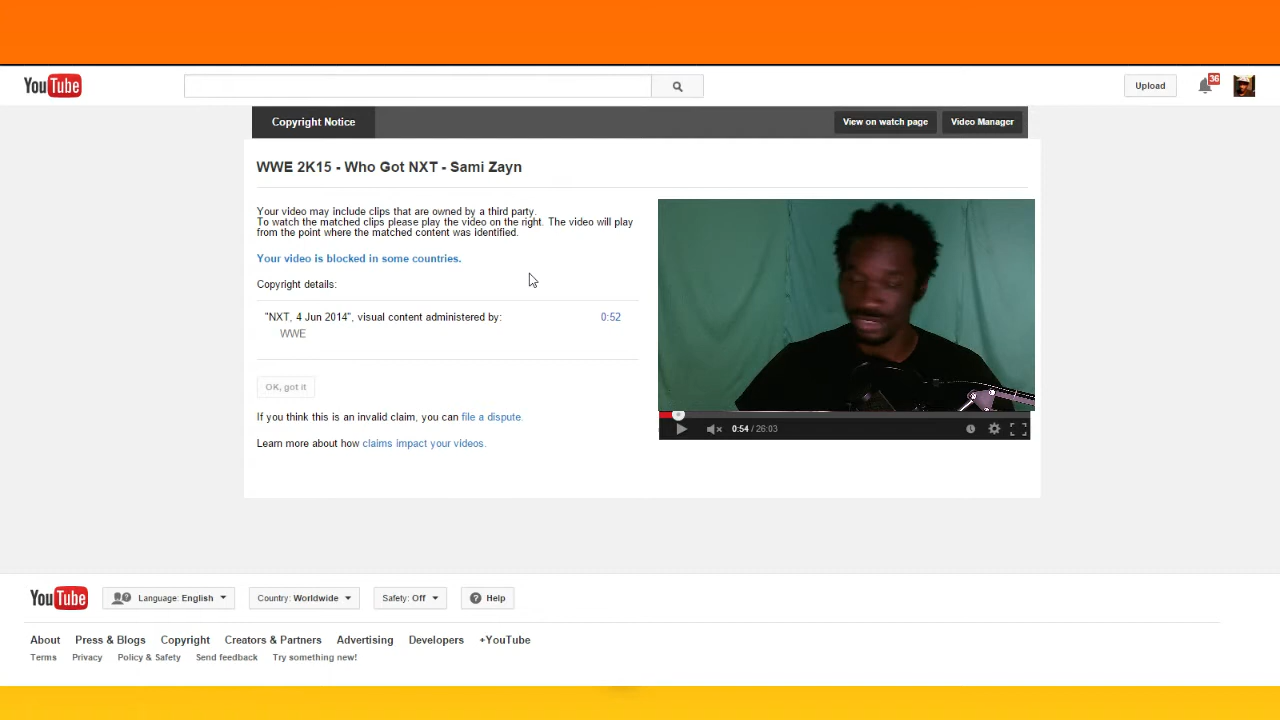 YouTube
Upload
36
Copyright Notice
View on watch page
Video Manager
WWE 2K15 - Who Got NXT - Sami Zayn
Your video may include clips that are owned by a third party.
To watch the matched clips please play the video on the right. The video will play
from the point where the matched content was identified.
Your video is blocked in some countries.
Copyright details:
"NXT, 4 Jun 2014", visual content administered by:
0:52
WWE
OK, got it
If you think this is an invalid claim, you can file a dispute.
Learn more about how claims impact your videos.
0:54 / 26:03
YouTube
Language: English
Country: Worldwide
Safety: Off
Help
About Press & Blogs Copyright Creators & Partners Advertising Developers +YouTube
Terms Privacy Policy & Safety Send feedback Try something new!